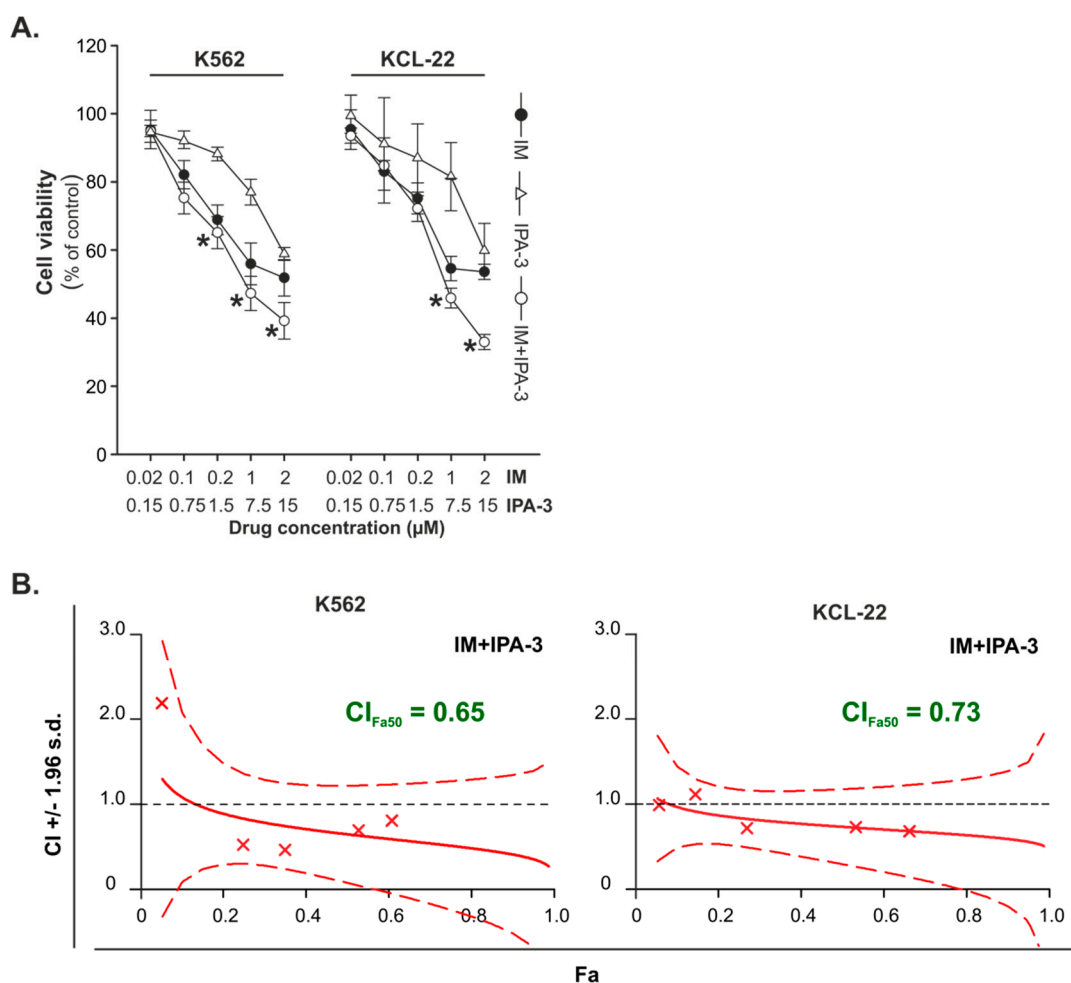 A.
K562 KCL-22
120
100
80
60
40
20
0
Cell viability
(% of control)
* * * * *
IM
IPA-3
IM+IPA-3
0.02 0.1 0.2 1 2 0.02 0.1 0.2 1 2 IM
0.15 0.75 1.5 7.5 15 0.15 0.75 1.5 7.5 15 IPA-3
Drug concentration (µM)
B.
K562
IM+IPA-3
CI Fa50 = 0.65
3.0
2.0
1.0
0
0 0.2 0.4 0.6 0.8 1.0
KCL-22
IM+IPA-3
CI Fa50 = 0.73
3.0
2.0
1.0
0
0 0.2 0.4 0.6 0.8 1.0
CI +/- 1.96 s.d.
Fa